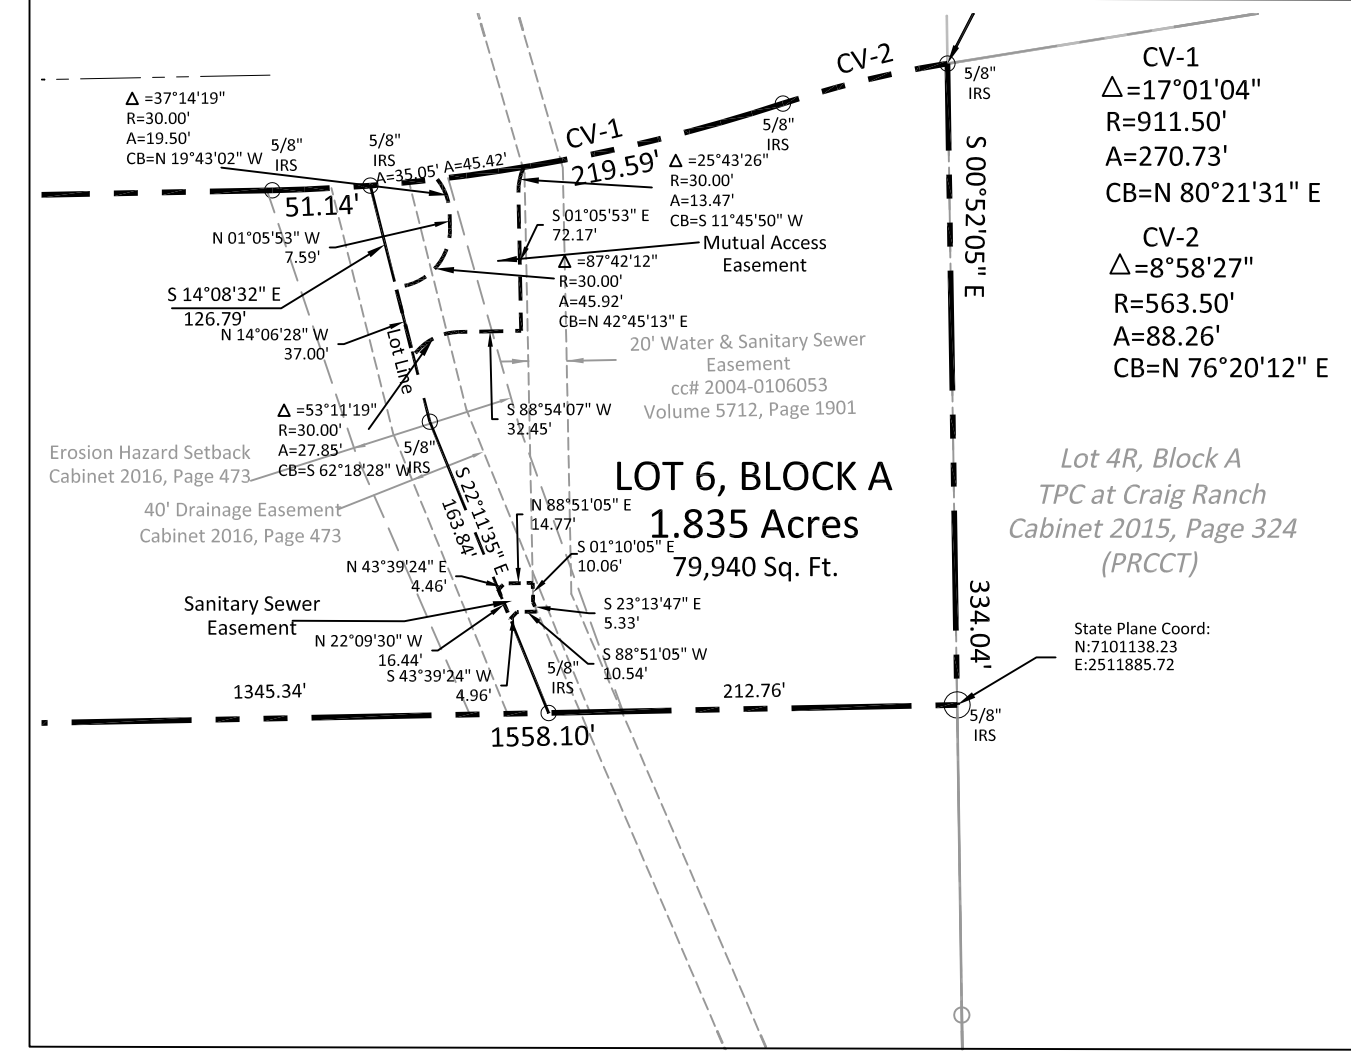 CV-2
CV-1
△=17°01'04"
R=911.50'
A=270.73'
CB=N 80°21'31" E
CV-2
△=8°58'27"
R=563.50'
A=88.26'
CB=N 76°20'12" E
5/8"
IRS
Δ =37°14'19"
R=30.00'
A=19.50'
CB=N 19°43'02" W
5/8"
IRS
5/8"
IRS
A=35.05' A=45.42'
CV-1
219.59'
5/8"
IRS
51.14'
Δ =25°43'26"
R=30.00'
A=13.47'
CB=S 11°45'50" W
N 01°05'53" W
7.59'
S 01°05'53" E
72.17'
Mutual Access
Easement
S 14°08'32" E
126.79'
Δ =87°42'12"
R=30.00'
A=45.92'
CB=N 42°45'13" E
N 14°06'28" W
37.00'
Lot Line
20' Water & Sanitary Sewer
Easement
cc# 2004-0106053
Volume 5712, Page 1901
S 00°52'05" E
334.04'
Δ =53°11'19"
R=30.00'
A=27.85'
CB=S 62°18'28" W
S 88°54'07" W
32.45'
5/8"
IRS
Erosion Hazard Setback
Cabinet 2016, Page 473
40' Drainage Easement
Cabinet 2016, Page 473
S 22°11'35" E
163.84'
LOT 6, BLOCK A
1.835 Acres
79,940 Sq. Ft.
Lot 4R, Block A
TPC at Craig Ranch
Cabinet 2015, Page 324
(PRCCT)
N 88°51'05" E
14.77'
S 01°10'05" E
10.06'
N 43°39'24" E
4.46'
Sanitary Sewer
Easement
S 23°13'47" E
5.33'
N 22°09'30" W
16.44'
S 43°39'24" W
4.96'
S 88°51'05" W
10.54'
5/8"
IRS
State Plane Coord:
N:7101138.23
E:2511885.72
1345.34'
212.76'
1558.10'
5/8"
IRS